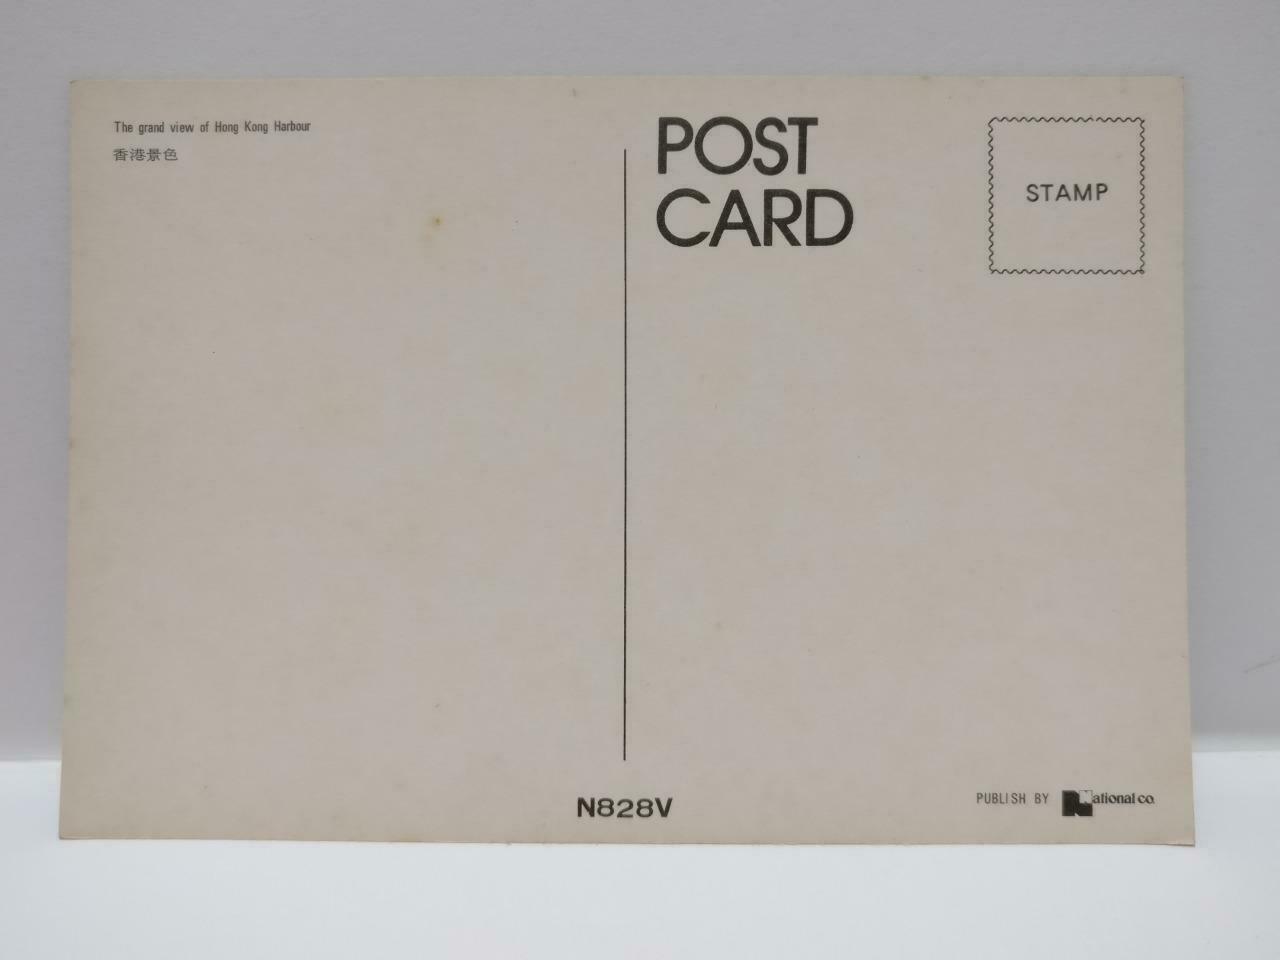 The grand view of Hong Kong Harbour
香港景色
POST
CARD
STAMP
N828V
PUBLISH BY National co.